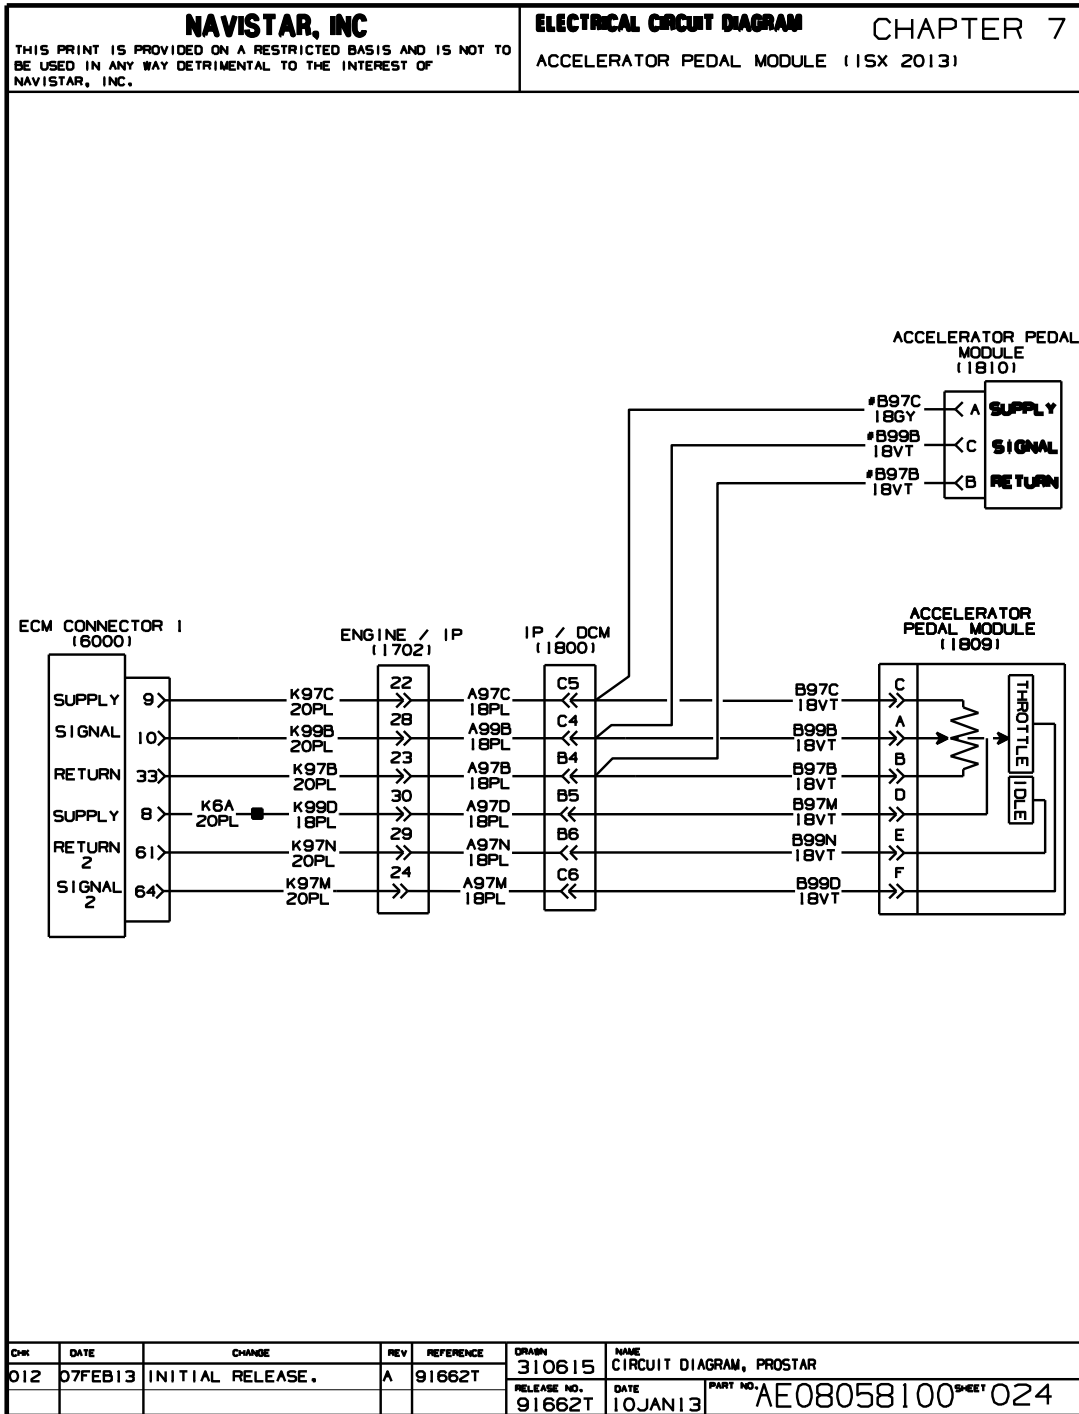 NAVISTAR, INC
THIS PRINT IS PROVIDED ON A RESTRICTED BASIS AND IS NOT TO
BE USED IN ANY WAY DETRIMENTAL TO THE INTEREST OF
NAVISTAR, INC.
ELECTRICAL CIRCUIT DIAGRAM
CHAPTER 7
ACCELERATOR PEDAL MODULE (ISX 2013)
ACCELERATOR PEDAL
MODULE
(1810)
#B97C
18GY
A
SUPPLY
#B99B
18VT
C
SIGNAL
#B97B
18VT
B
RETURN
ECM CONNECTOR 1
(6000)
ENGINE / IP
(1702)
IP / DCM
(1800)
ACCELERATOR
PEDAL MODULE
(1809)
SUPPLY
9
K97C
20PL
22
A97C
18PL
C5
B97C
18VT
C
SIGNAL
10
K99B
20PL
28
A99B
18PL
C4
B99B
18VT
A
RETURN
33
K97B
20PL
23
A97B
18PL
B4
B97B
18VT
B
SUPPLY
8
K6A
20PL
K99D
18PL
30
A97D
18PL
B5
B97M
18VT
D
RETURN
2
61
K97N
20PL
29
A97N
18PL
B6
B99N
18VT
E
SIGNAL
2
64
K97M
20PL
24
A97M
18PL
C6
B99D
18VT
F
THROTTLE
IDLE
CHK
DATE
CHANGE
REV
REFERENCE
012
07FEB13
INITIAL RELEASE.
A
91662T
DRAWN
310615
NAME
CIRCUIT DIAGRAM, PROSTAR
RELEASE NO.
91662T
DATE
10JAN13
PART NO.
AE08058100
SHEET
024